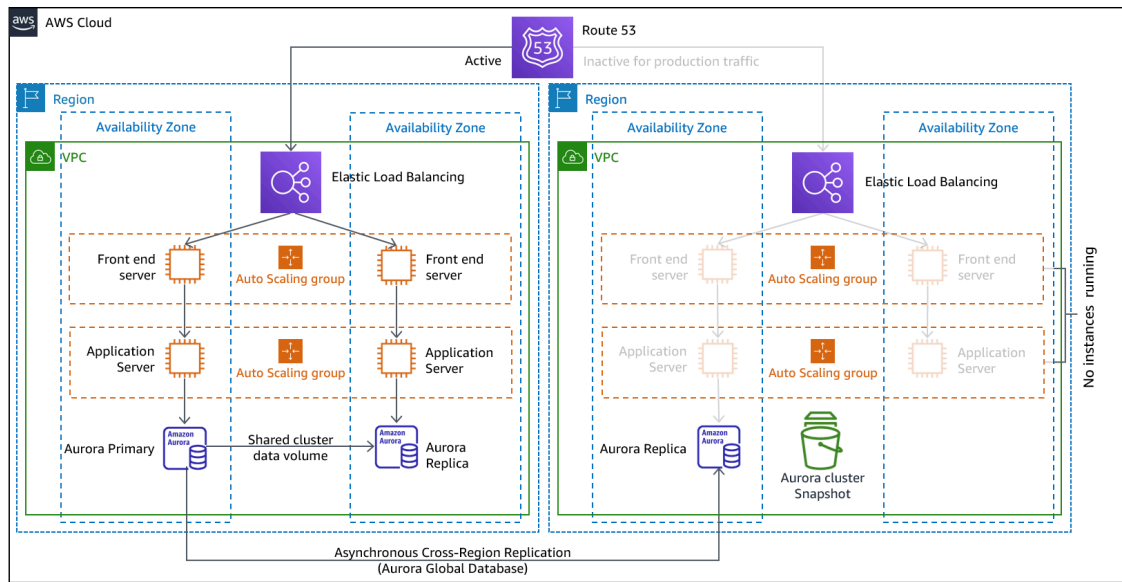 aws
AWS Cloud
Route 53
53
Active
Inactive for production traffic
Region
Availability Zone
Availability Zone
VPC
Elastic Load Balancing
Front end
server
Auto Scaling group
Front end
server
Application
Server
Auto Scaling group
Application
Server
Aurora Primary
Amazon
Aurora
Shared cluster
data volume
Amazon
Aurora
Aurora
Replica
Region
Availability Zone
Availability Zone
VPC
Elastic Load Balancing
Front end
server
Auto Scaling group
Front end
server
Application
Server
Auto Scaling group
Application
Server
No instances running
Aurora Replica
Amazon
Aurora
Aurora cluster
Snapshot
Asynchronous Cross-Region Replication
(Aurora Global Database)